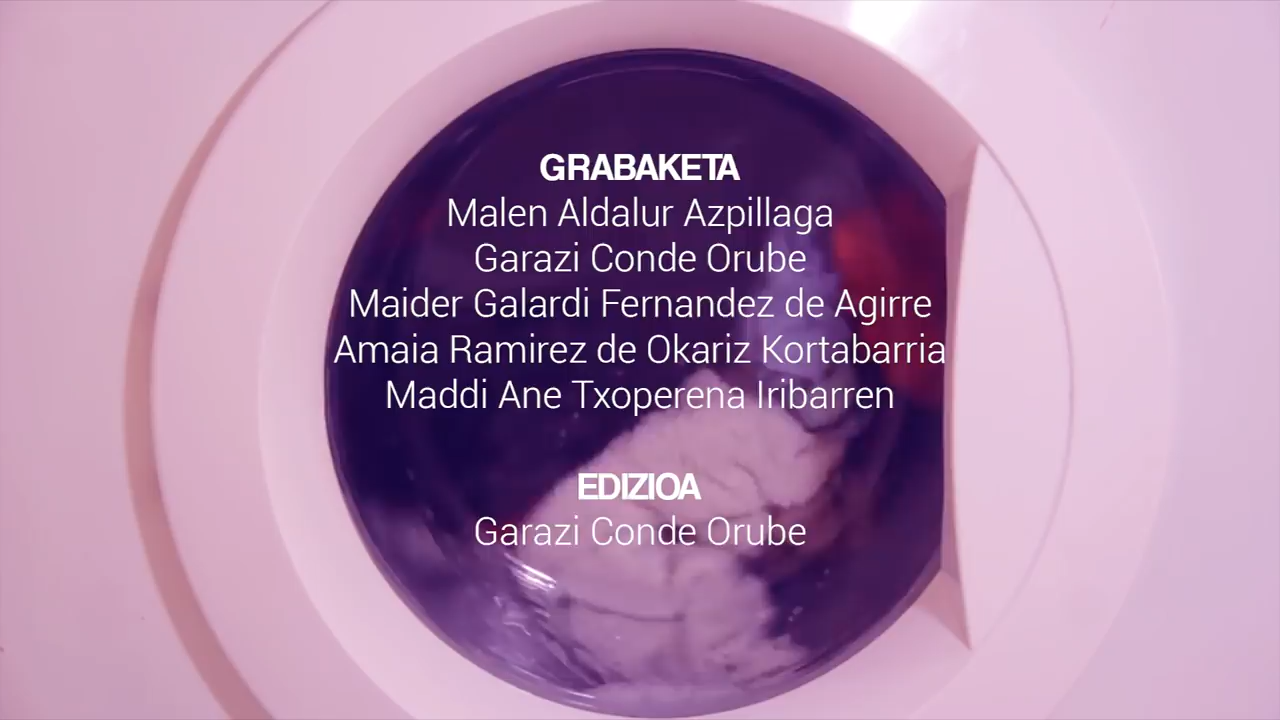 GRABAKETA
Malen Aldalur Azpillaga
Garazi Conde Orube
Maider Galardi Fernandez de Agirre
Amaia Ramirez de Okariz Kortabarria
Maddi Ane Txoperena Iribarren
EDIZIOA
Garazi Conde Orube